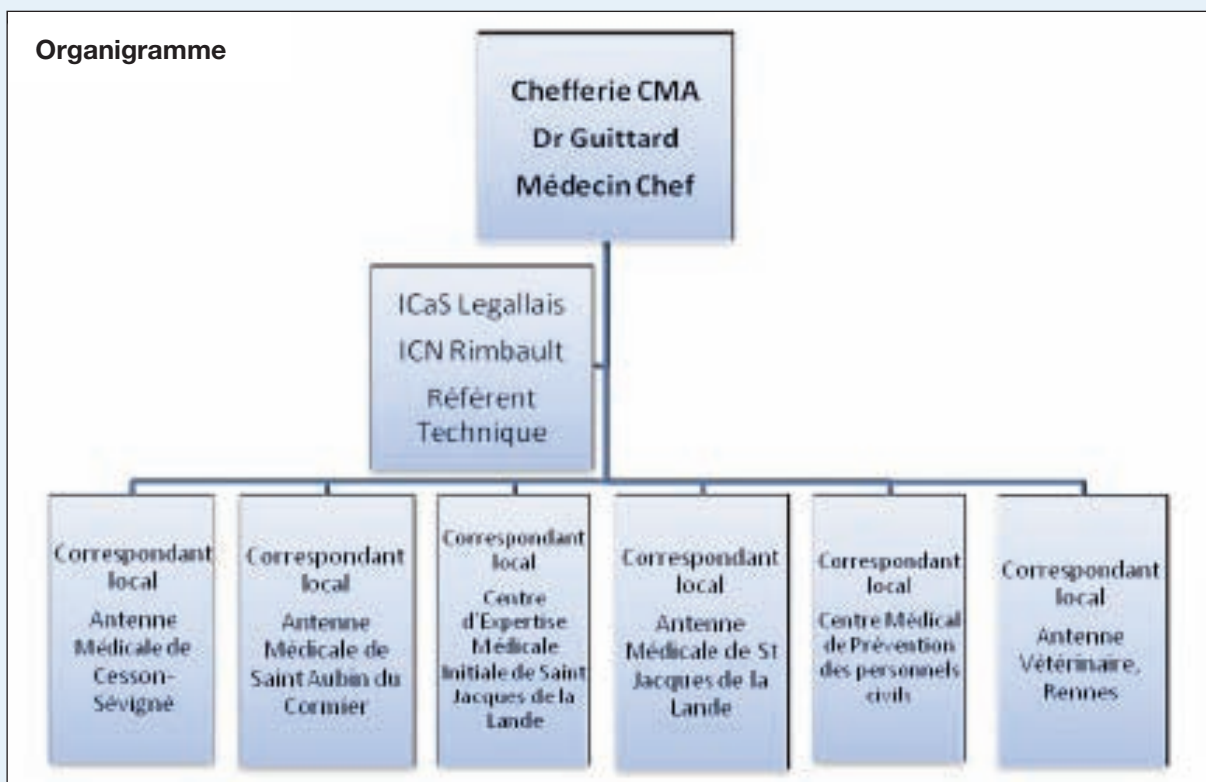 Organigramme
Chefferie CMA
Dr Guittard
Médecin Chef
ICaS Legallais
ICN Rimbault
Référent
Technique
Correspondant
local
Antenne
Médicale de
Cesson-
Sévigné
Correspondant
local
Antenne
Médicale de
Saint Aubin du
Cormier
Correspondant
local
Centre
d'Expertise
Médicale
Initiale de Saint
Jacques de la
Lande
Correspondant
local
Antenne
Médicale de St
Jacques de la
Lande
Correspondant
local
Centre Médical
de Prévention
des personnels
civils
Correspondant
local
Antenne
Vétérinaire,
Rennes